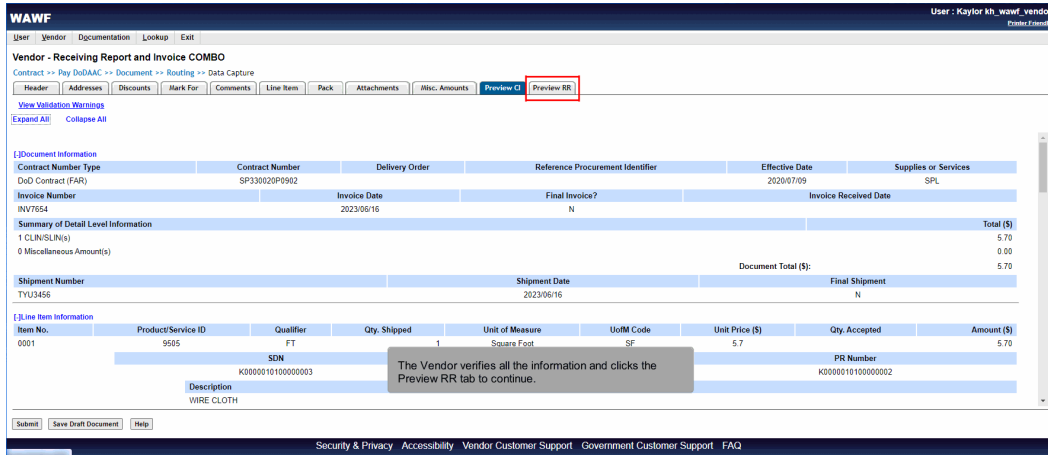 WAWF
User : Kaylor kh_wawf_vendo
Printer Friendl
User Vendor Documentation Lookup Exit
Vendor - Receiving Report and Invoice COMBO
Contract >> Pay DoDAAC >> Document >> Routing >> Data Capture
Header Addresses Discounts Mark For Comments Line Item Pack Attachments Misc. Amounts Preview CI Preview RR
View Validation Warnings
Expand All Collapse All
[-]Document Information
Contract Number Type Contract Number Delivery Order Reference Procurement Identifier Effective Date Supplies or Services
DoD Contract (FAR) SP330020P0902 2020/07/09 SPL
Invoice Number Invoice Date Final Invoice? Invoice Received Date
INV7654 2023/06/16 N
Summary of Detail Level Information Total ($)
1 CLIN/SLIN(s) 5.70
0 Miscellaneous Amount(s) 0.00
Document Total ($): 5.70
Shipment Number Shipment Date Final Shipment
TYU3456 2023/06/16 N
[-]Line Item Information
Item No. Product/Service ID Qualifier Qty. Shipped Unit of Measure UofM Code Unit Price ($) Qty. Accepted Amount ($)
0001 9505 FT 1 Square Foot SF 5.7 5.70
SDN PR Number
K0000010100000003 K0000010100000002
Description
WIRE CLOTH
The Vendor verifies all the information and clicks the
Preview RR tab to continue.
Submit Save Draft Document Help
Security & Privacy Accessibility Vendor Customer Support Government Customer Support FAQ